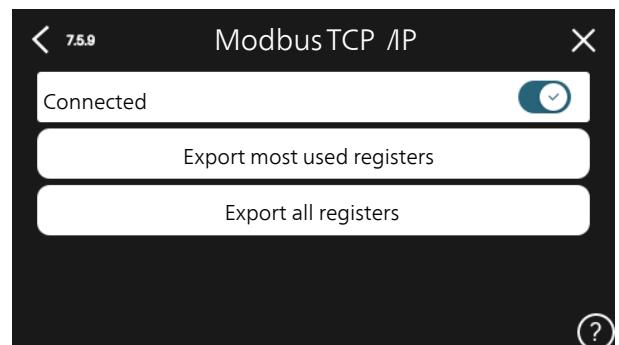 7.5.9 Modbus TCP /IP
Connected
Export most used registers
Export all registers
?